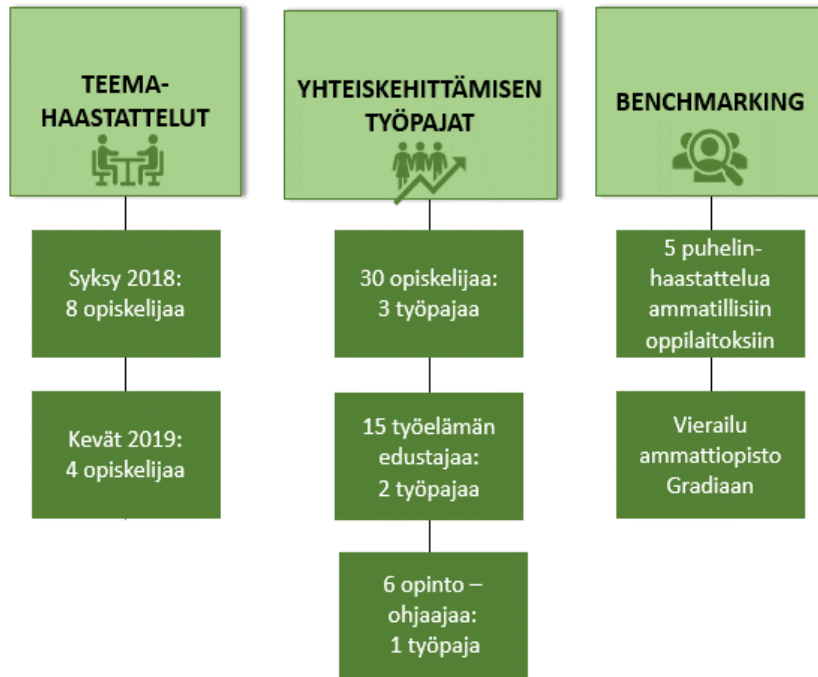 TEEMA-
HAASTATTELUT
Syksy 2018:
8 opiskelijaa
Kevät 2019:
4 opiskelijaa
YHTEISKEHITTÄMISEN
TYÖPAJAT
30 opiskelijaa:
3 työpajaa
15 työelämän
edustajaa:
2 työpajaa
6 opinto –
ohjaajaa:
1 työpaja
BENCHMARKING
5 puhelin-
haastattelua
ammatillisiin
oppilaitoksiin
Vierailu
ammattiopisto
Gradiaan